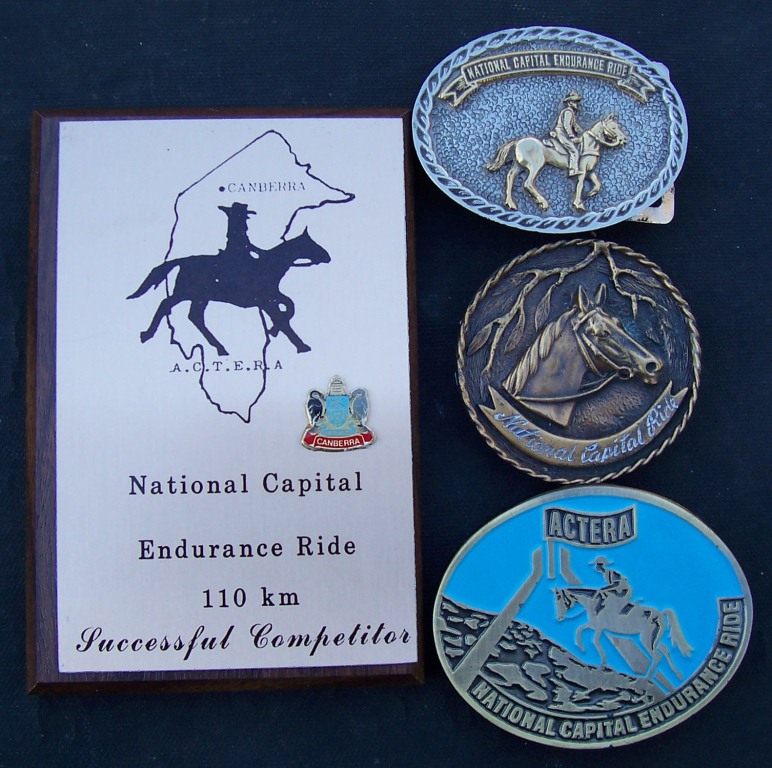 •CANBERRA
A.C.T.E.R.A
CANBERRA
National Capital
Endurance Ride
110 km
Successful Competitor
NATIONAL CAPITAL ENDURANCE RIDE
National Capital Ride
ACTERA
NATIONAL CAPITAL ENDURANCE RIDE